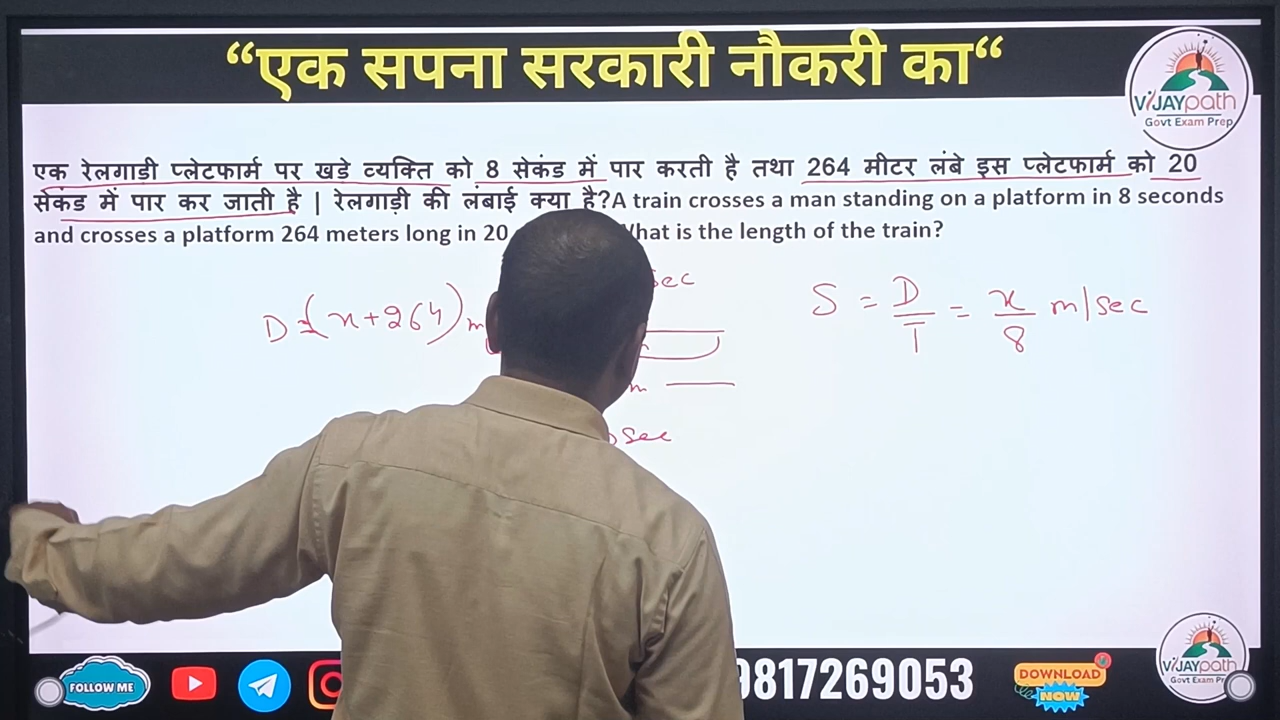 “एक सपना सरकारी नौकरी का“
VIJAYpath
Govt Exam Prep
एक रेलगाडी प्लेटफार्म पर खडे व्यक्ति को 8 सेकंड में पार करती है तथा 264 मीटर लंबे इस प्लेटफार्म को 20
सेकंड में पार कर जाती है | रेलगाड़ी की लंबाई क्या है?A train crosses a man standing on a platform in 8 seconds
and crosses a platform 264 meters long in 20 What is the length of the train?
sec
D = (x+264) m
S = D/T = x/8 m/sec
m
sec
FOLLOW ME
9817269053
DOWNLOAD
NOW
VIJAYpath
Govt Exam Pr